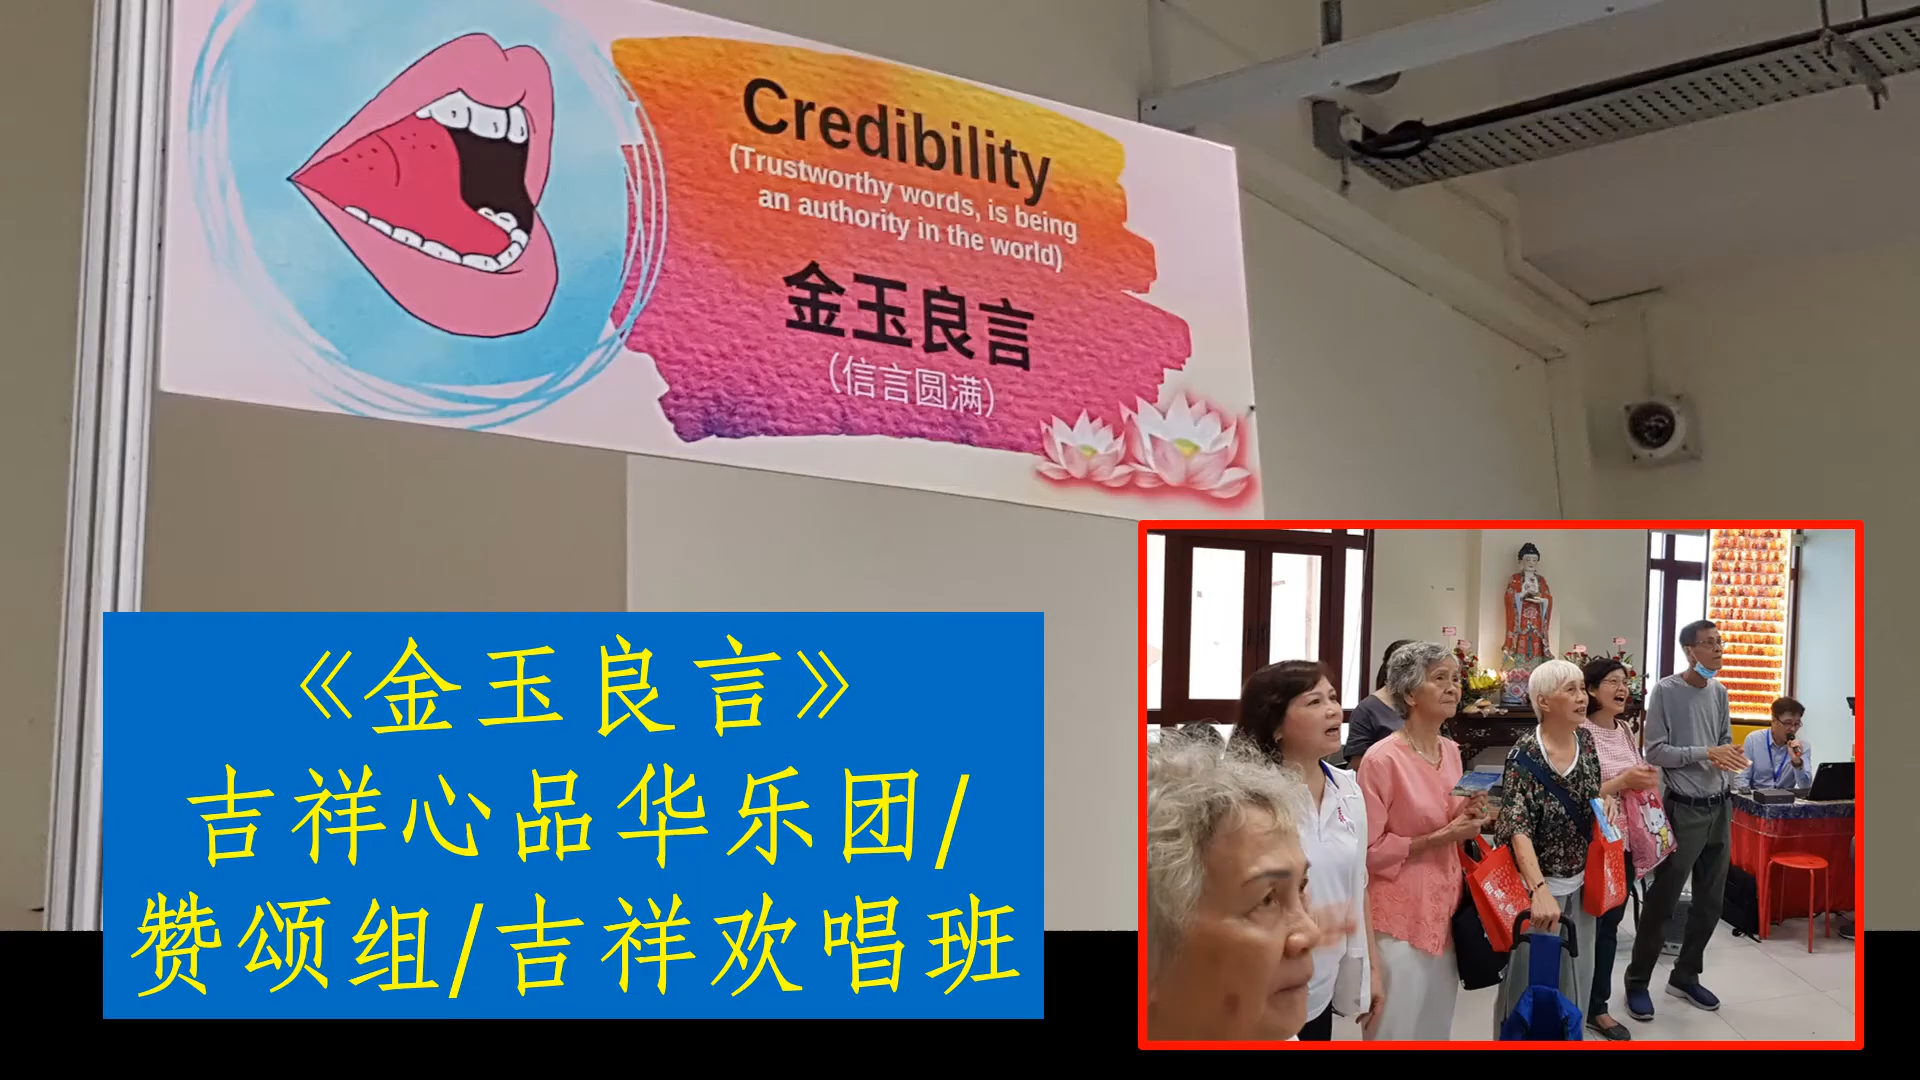 Credibility
(Trustworthy words, is being
an authority in the world)
金玉良言
(信言圆满)
《金玉良言》
吉祥心品华乐团/
赞颂组/吉祥欢唱班